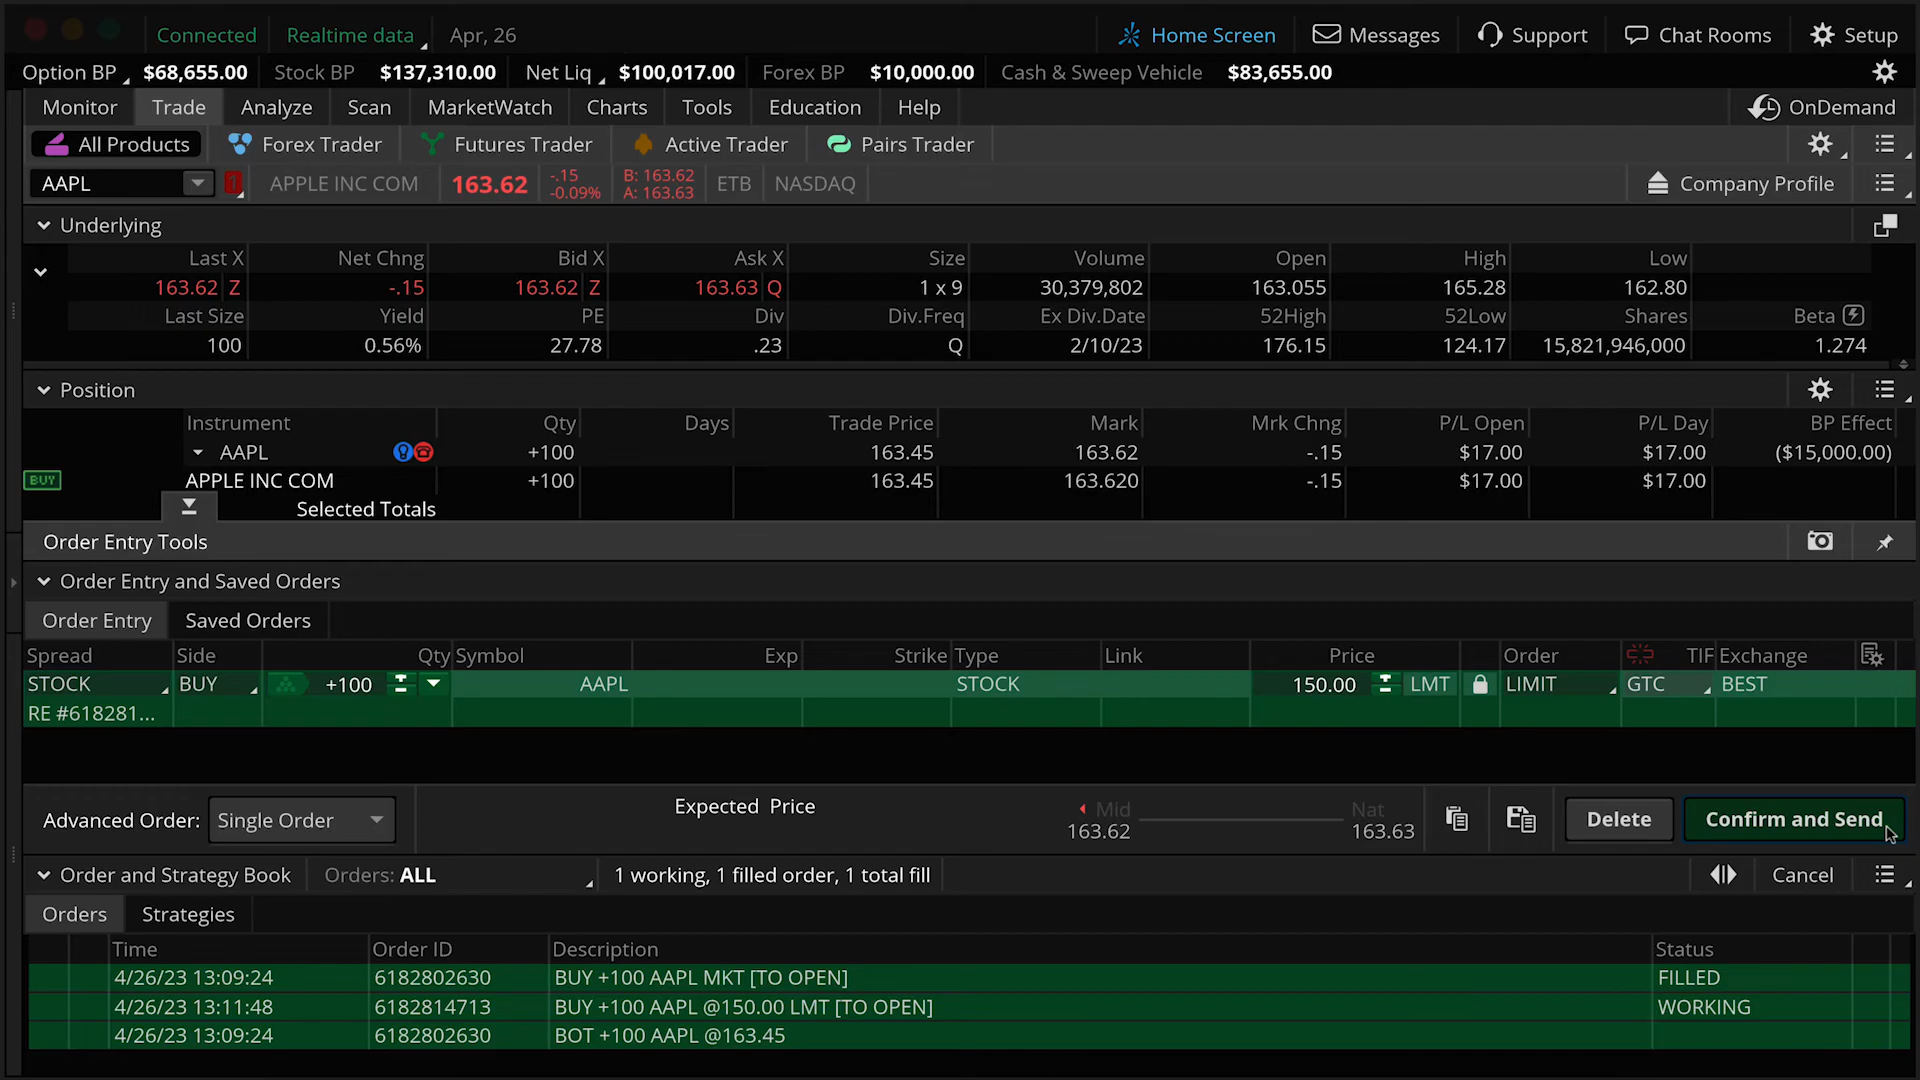 Connected Realtime data Apr, 26 Home Screen Messages Support Chat Rooms Setup
Option BP $68,655.00 Stock BP $137,310.00 Net Liq $100,017.00 Forex BP $10,000.00 Cash & Sweep Vehicle $83,655.00
Monitor Trade Analyze Scan MarketWatch Charts Tools Education Help OnDemand
All Products Forex Trader Futures Trader Active Trader Pairs Trader
AAPL 1 APPLE INC COM 163.62 -.15 -0.09% B: 163.62 A: 163.63 ETB NASDAQ Company Profile
Underlying
Last X Net Chng Bid X Ask X Size Volume Open High Low
163.62 Z -.15 163.62 Z 163.63 Q 1 x 9 30,379,802 163.055 165.28 162.80
Last Size Yield PE Div Div.Freq Ex Div.Date 52High 52Low Shares Beta
100 0.56% 27.78 .23 Q 2/10/23 176.15 124.17 15,821,946,000 1.274
Position
Instrument Qty Days Trade Price Mark Mrk Chng P/L Open P/L Day BP Effect
AAPL +100 163.45 163.62 -.15 $17.00 $17.00 ($15,000.00)
BUY APPLE INC COM +100 163.45 163.620 -.15 $17.00 $17.00
Selected Totals
Order Entry Tools
Order Entry and Saved Orders
Order Entry Saved Orders
Spread Side Qty Symbol Exp Strike Type Link Price Order TIF Exchange
STOCK BUY +100 AAPL STOCK 150.00 LMT LIMIT GTC BEST
RE #618281...
Advanced Order: Single Order Expected Price Mid 163.62 Nat 163.63 Delete Confirm and Send
Order and Strategy Book Orders: ALL 1 working, 1 filled order, 1 total fill Cancel
Orders Strategies
Time Order ID Description Status
4/26/23 13:09:24 6182802630 BUY +100 AAPL MKT [TO OPEN] FILLED
4/26/23 13:11:48 6182814713 BUY +100 AAPL @150.00 LMT [TO OPEN] WORKING
4/26/23 13:09:24 6182802630 BOT +100 AAPL @163.45